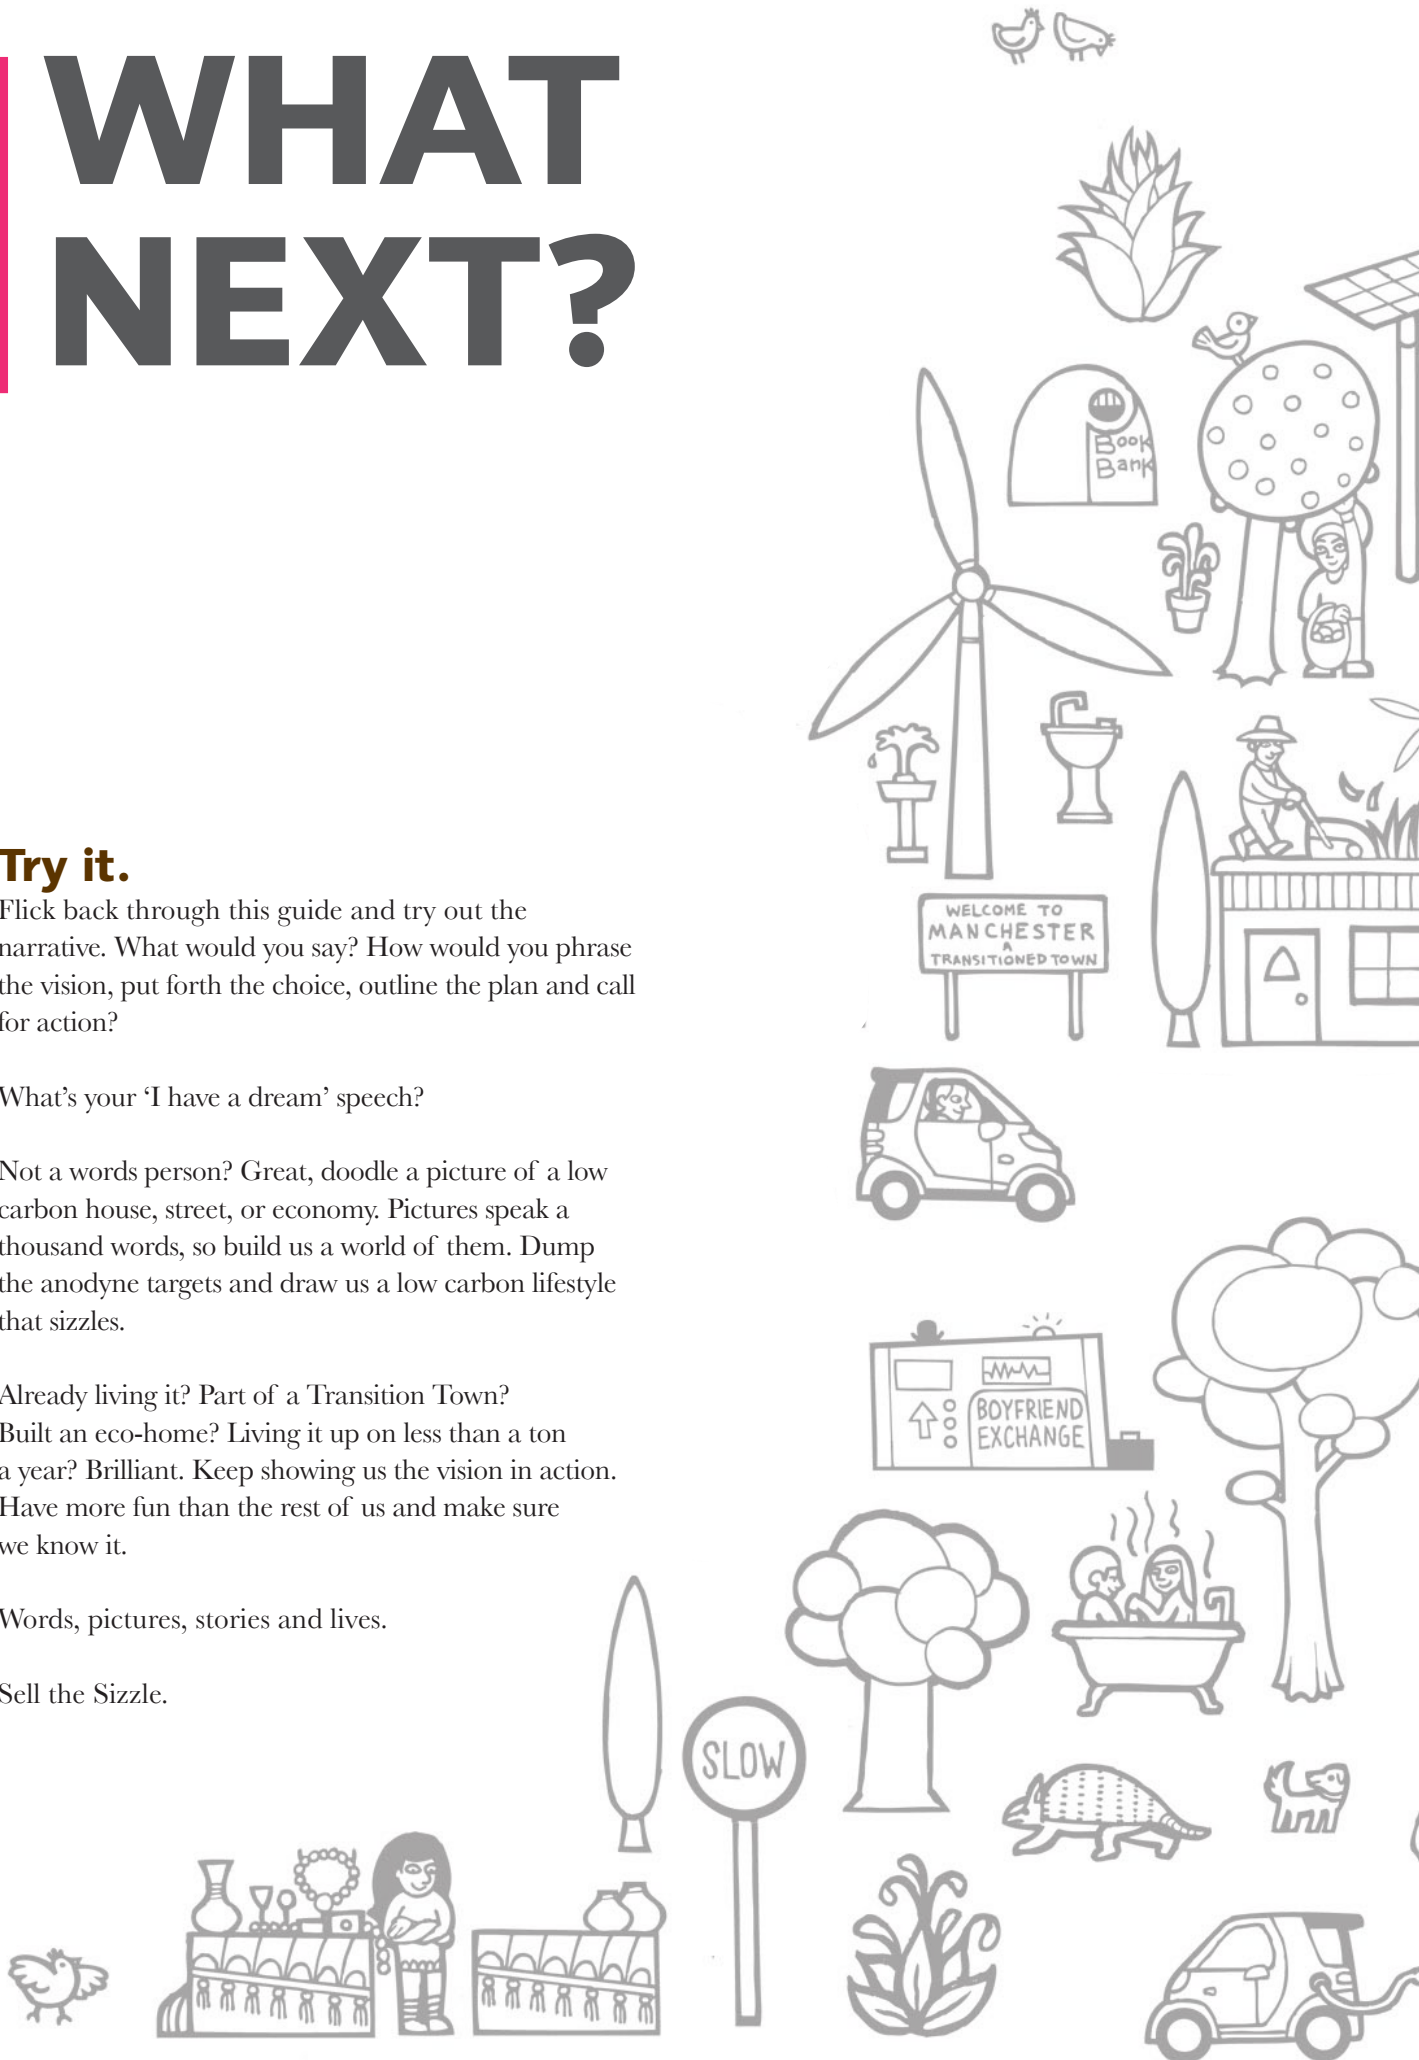 WHAT
NEXT?
Try it.
Flick back through this guide and try out the
narrative. What would you say? How would you phrase
the vision, put forth the choice, outline the plan and call
for action?
What’s your ‘I have a dream’ speech?
Not a words person? Great, doodle a picture of a low
carbon house, street, or economy. Pictures speak a
thousand words, so build us a world of them. Dump
the anodyne targets and draw us a low carbon lifestyle
that sizzles.
Already living it? Part of a Transition Town?
Built an eco-home? Living it up on less than a ton
a year? Brilliant. Keep showing us the vision in action.
Have more fun than the rest of us and make sure
we know it.
Words, pictures, stories and lives.
Sell the Sizzle.
Book
Bank
WELCOME TO
MANCHESTER
A
TRANSITIONED TOWN
BOYFRIEND
EXCHANGE
SLOW